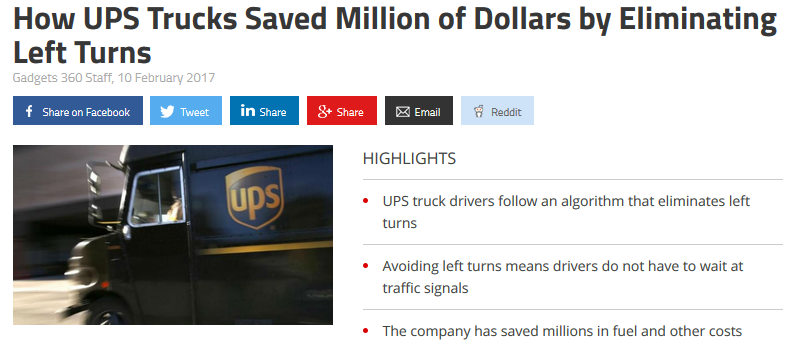 How UPS Trucks Saved Million of Dollars by Eliminating
Left Turns
Gadgets 360 Staff, 10 February 2017
Share on Facebook
Tweet
in Share
g+ Share
Email
Reddit
ups
HIGHLIGHTS
• UPS truck drivers follow an algorithm that eliminates left
turns
• Avoiding left turns means drivers do not have to wait at
traffic signals
• The company has saved millions in fuel and other costs